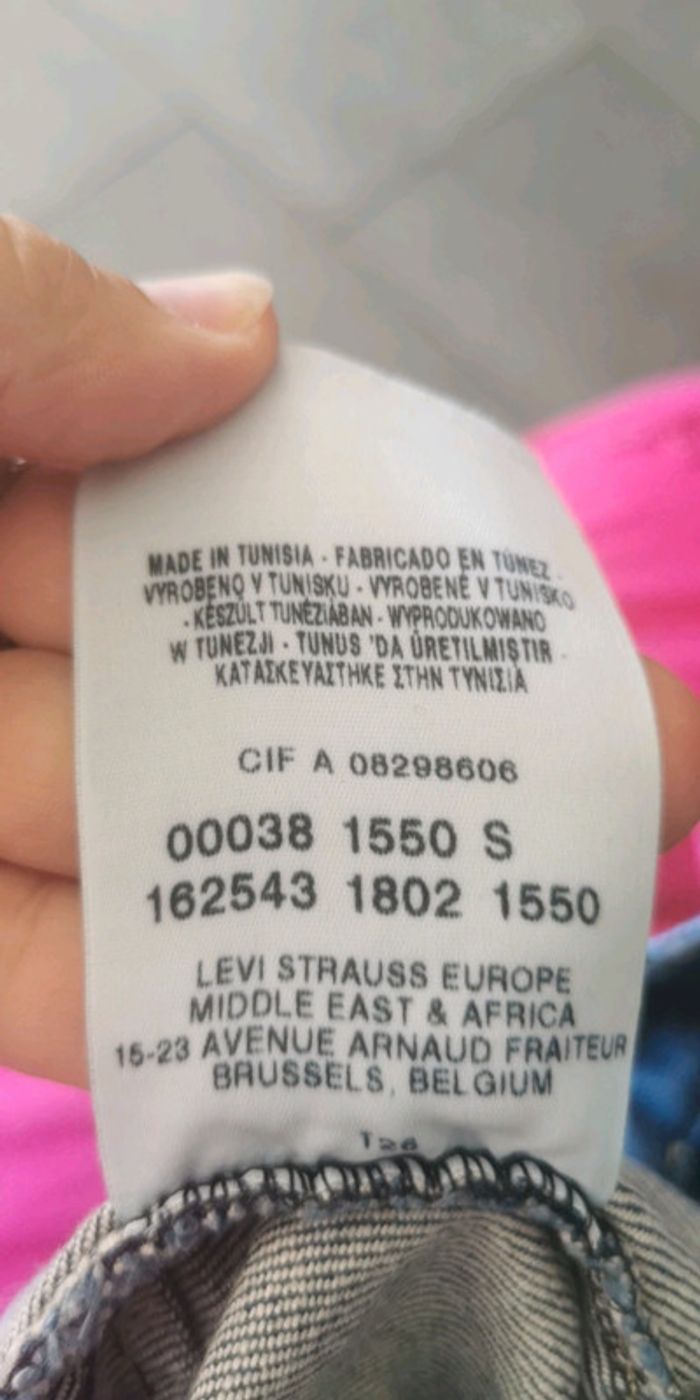 MADE IN TUNISIA - FABRICADO EN TÚNEZ -
VYROBENO V TUNISKU - VYROBENÉ V TUNISKO
- KÉSZÜLT TUNÉZIÁBAN - WYPRODUKOWANO
W TUNEZJI - TUNUS 'DA ÜRETILMIŞTIR -
ΚΑΤΑΣΚΕΥΑΣΤΗΚΕ ΣΤΗΝ ΤΥΝΙΣΙΑ
CIF A 08298606
00038 1550 S
162543 1802 1550
LEVI STRAUSS EUROPE
MIDDLE EAST & AFRICA
15-23 AVENUE ARNAUD FRAITEUR
BRUSSELS, BELGIUM